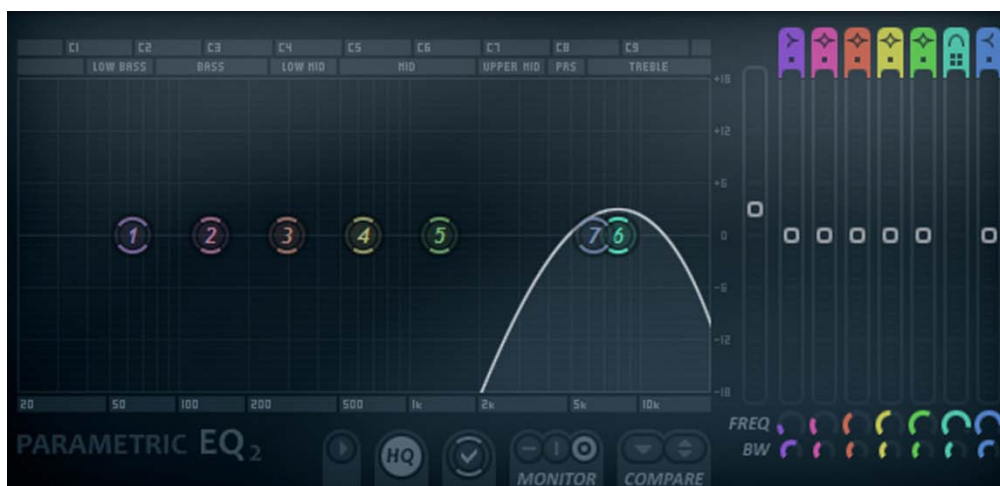 C1 C2 C3 C4 C5 C6 C7 C8 C9
LOW BASS BASS LOW MID MID UPPER MID PRS TREBLE
+18
+12
+6
0
-6
-12
-18
1 2 3 4 5 7 6
20 50 100 200 500 1k 2k 5k 10k
FREQ
BW
PARAMETRIC EQ 2
HQ
MONITOR COMPARE